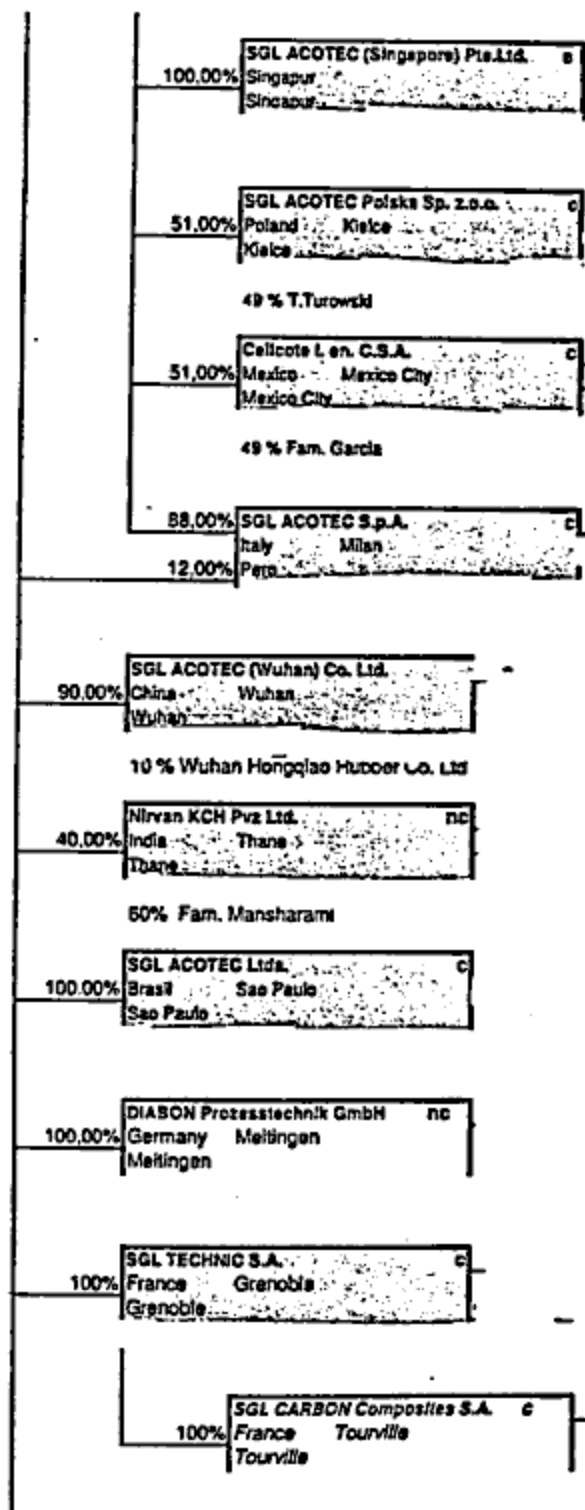 SGL ACOTEC (Singapore) Pte.Ltd.
100,00% Singapur
Singapur
SGL ACOTEC Polska Sp. z.o.o. c
51,00% Poland Kielce
Kielce
49 % T.Turowski
Ceilcote L en. C.S.A. c
51,00% Mexico Mexico City
Mexico City
49 % Fam. Garcia
88,00% SGL ACOTEC S.p.A. c
Italy Milan
12,00% Pero
SGL ACOTEC (Wuhan) Co. Ltd.
90,00% China Wuhan
Wuhan
10 % Wuhan Hongqiao Rubber Co. Ltd
Nirvan KCH Pvz Ltd. nc
40,00% India Thane
Thane
60% Fam. Mansharami
SGL ACOTEC Ltda. c
100,00% Brasil Sao Paulo
Sao Paulo
DIABON Prozesstechnik GmbH nc
100,00% Germany Meitingen
Meitingen
SGL TECHNIC S.A. c
100% France Grenoble
Grenoble
SGL CARBON Composites S.A. c
100% France Tourville
Tourville